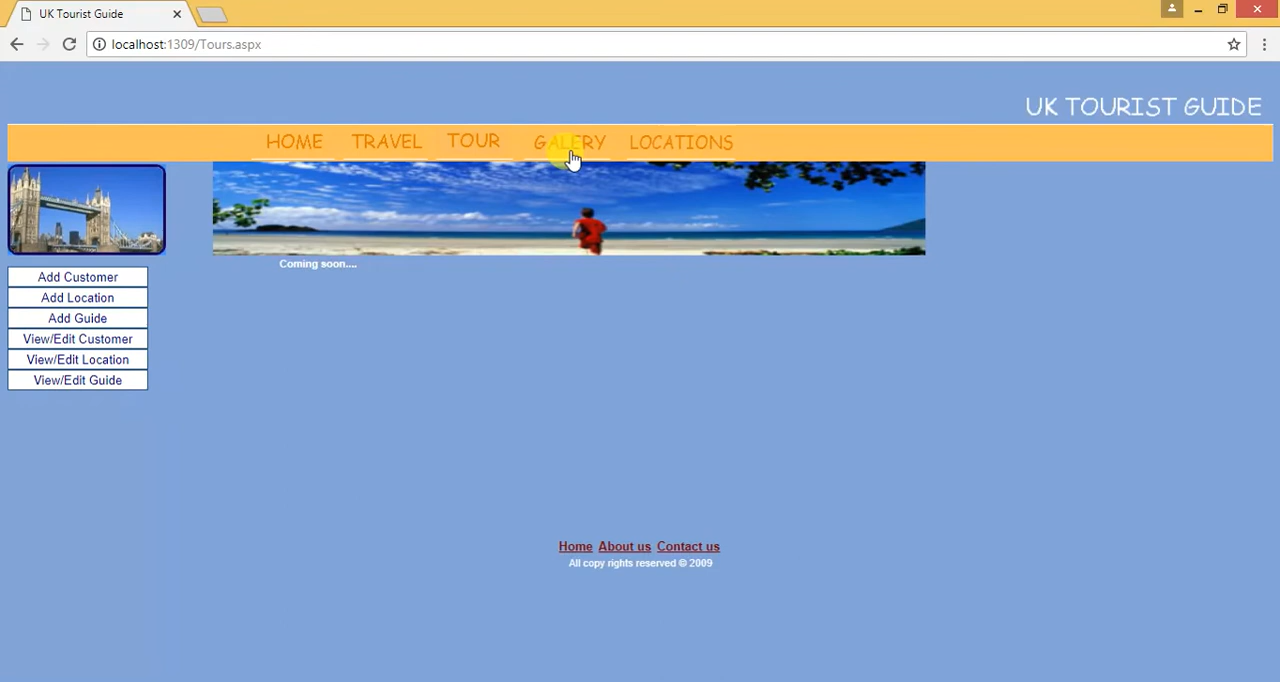 UK Tourist Guide
localhost:1309/Tours.aspx
UK TOURIST GUIDE
HOME TRAVEL TOUR GALERY LOCATIONS
Coming soon....
Add Customer
Add Location
Add Guide
View/Edit Customer
View/Edit Location
View/Edit Guide
Home About us Contact us
All copy rights reserved © 2009